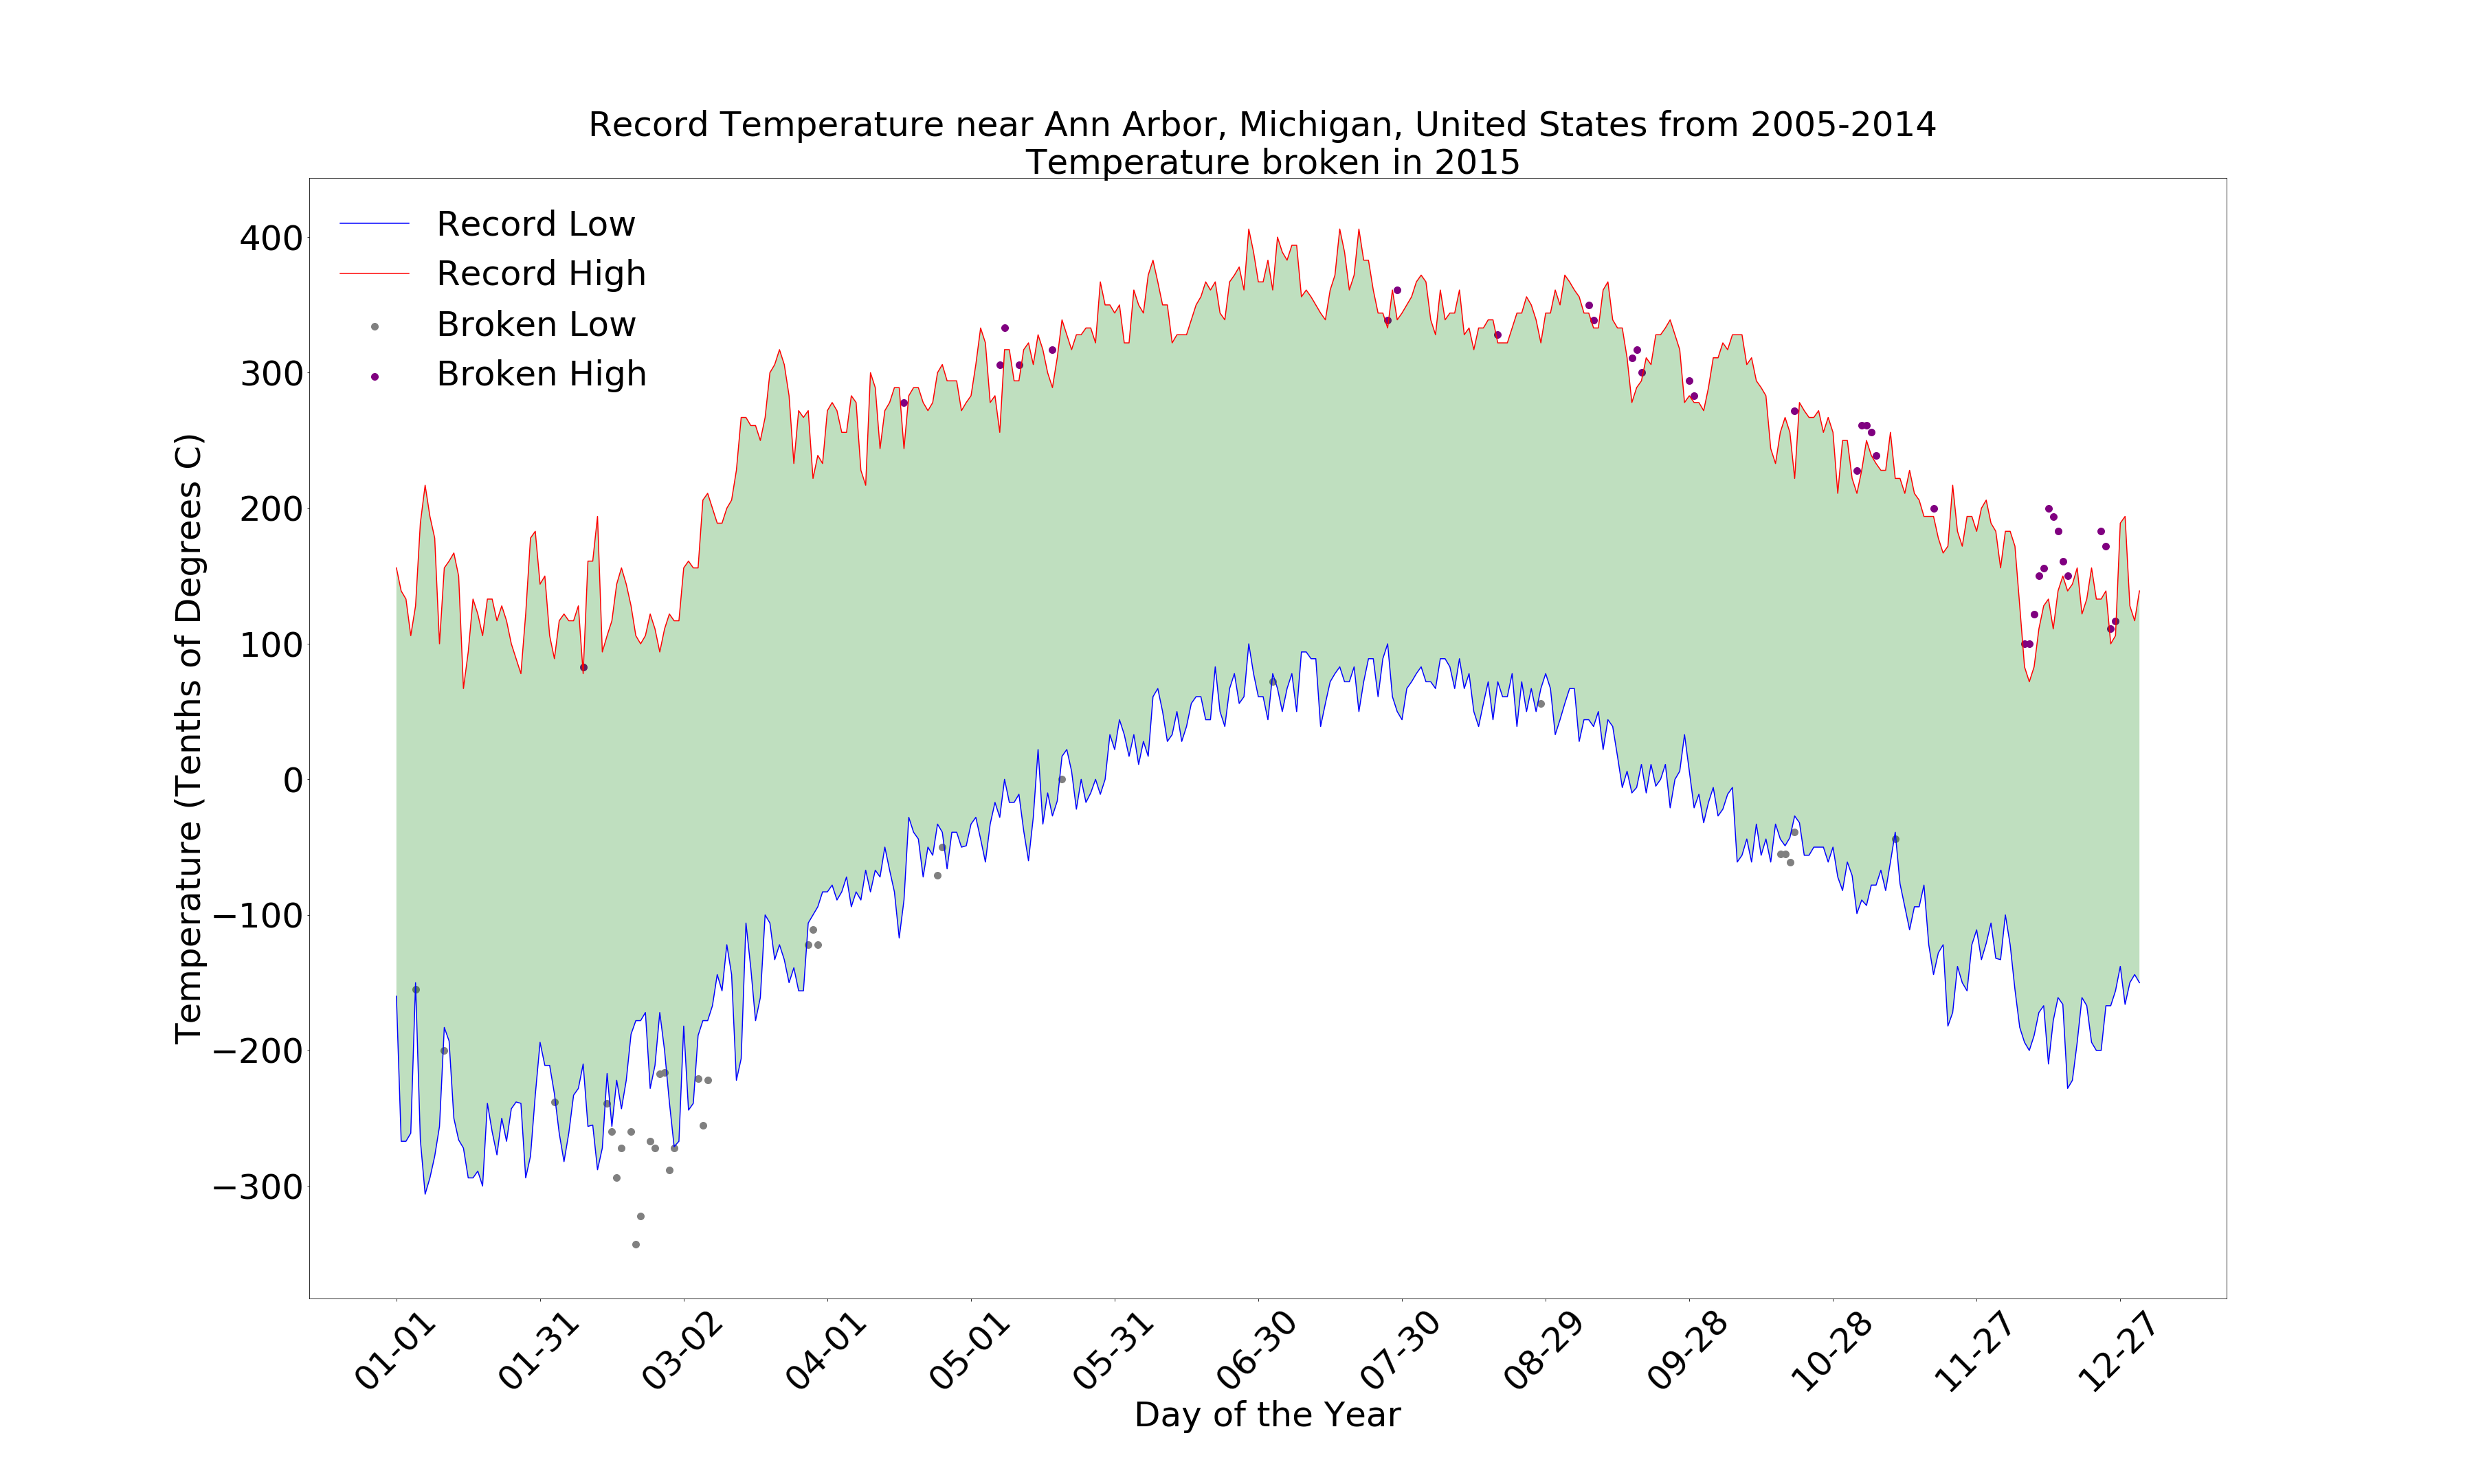 Record Temperature near Ann Arbor, Michigan, United States from 2005-2014
Temperature broken in 2015
Record Low
Record High
Broken Low
Broken High
400
300
200
100
0
−100
−200
−300
Temperature (Tenths of Degrees C)
01-01
01-31
03-02
04-01
05-01
05-31
06-30
07-30
08-29
09-28
10-28
11-27
12-27
Day of the Year